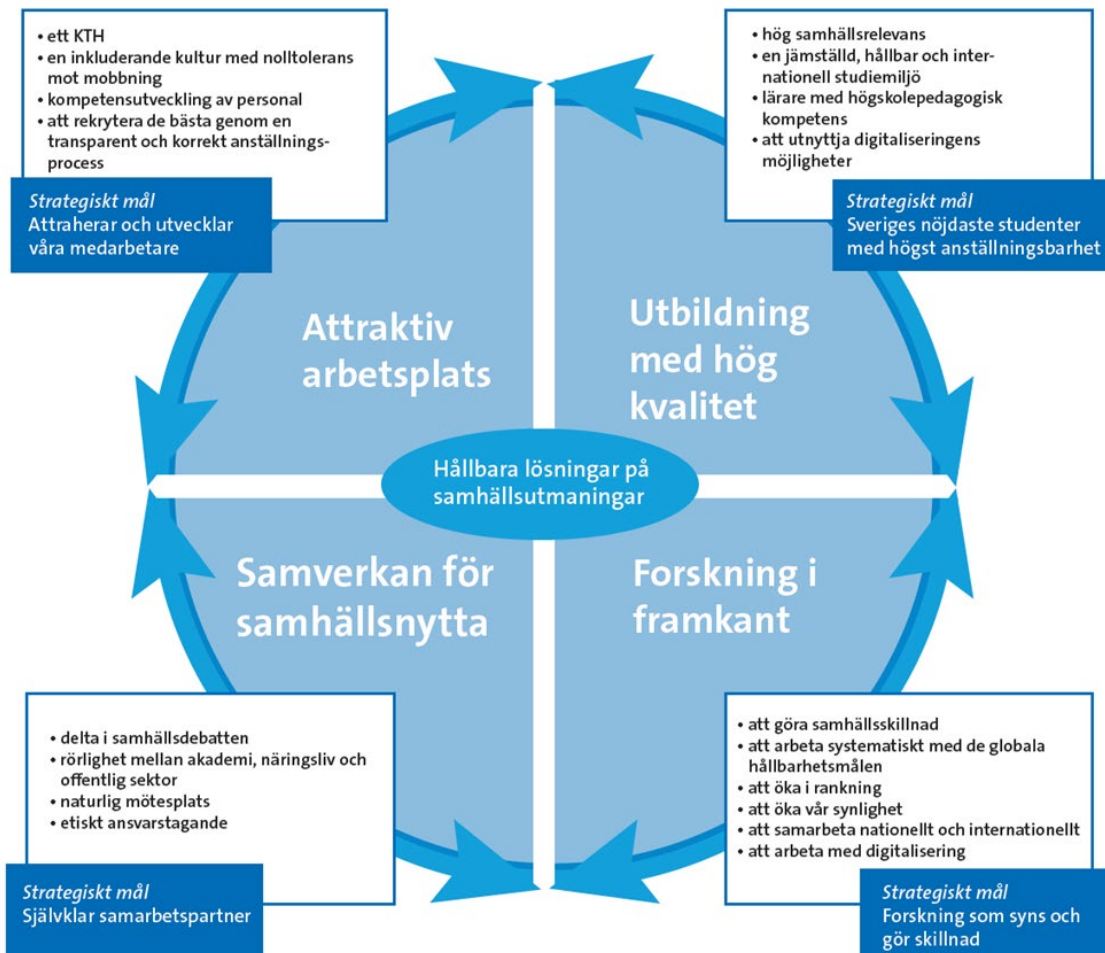 • ett KTH
• en inkluderande kultur med nolltolerans
mot mobbning
• kompetensutveckling av personal
• att rekrytera de bästa genom en
transparent och korrekt anställnings-
process
Strategiskt mål
Attraherar och utvecklar
våra medarbetare
• hög samhällsrelevans
• en jämställd, hållbar och inter-
nationell studiemiljö
• lärare med högskolepedagogisk
kompetens
• att utnyttja digitaliseringens
möjligheter
Strategiskt mål
Sveriges nöjdaste studenter
med högst anställningsbarhet
Attraktiv
arbetsplats
Utbildning
med hög
kvalitet
Hållbara lösningar på
samhällsutmaningar
Samverkan för
samhällsnytta
Forskning i
framkant
• delta i samhällsdebatten
• rörlighet mellan akademi, näringsliv och
offentlig sektor
• naturlig mötesplats
• etiskt ansvarstagande
Strategiskt mål
Självklar samarbetspartner
• att göra samhällsskillnad
• att arbeta systematiskt med de globala
hållbarhetsmålen
• att öka i rankning
• att öka vår synlighet
• att samarbeta nationellt och internationellt
• att arbeta med digitalisering
Strategiskt mål
Forskning som syns och
gör skillnad